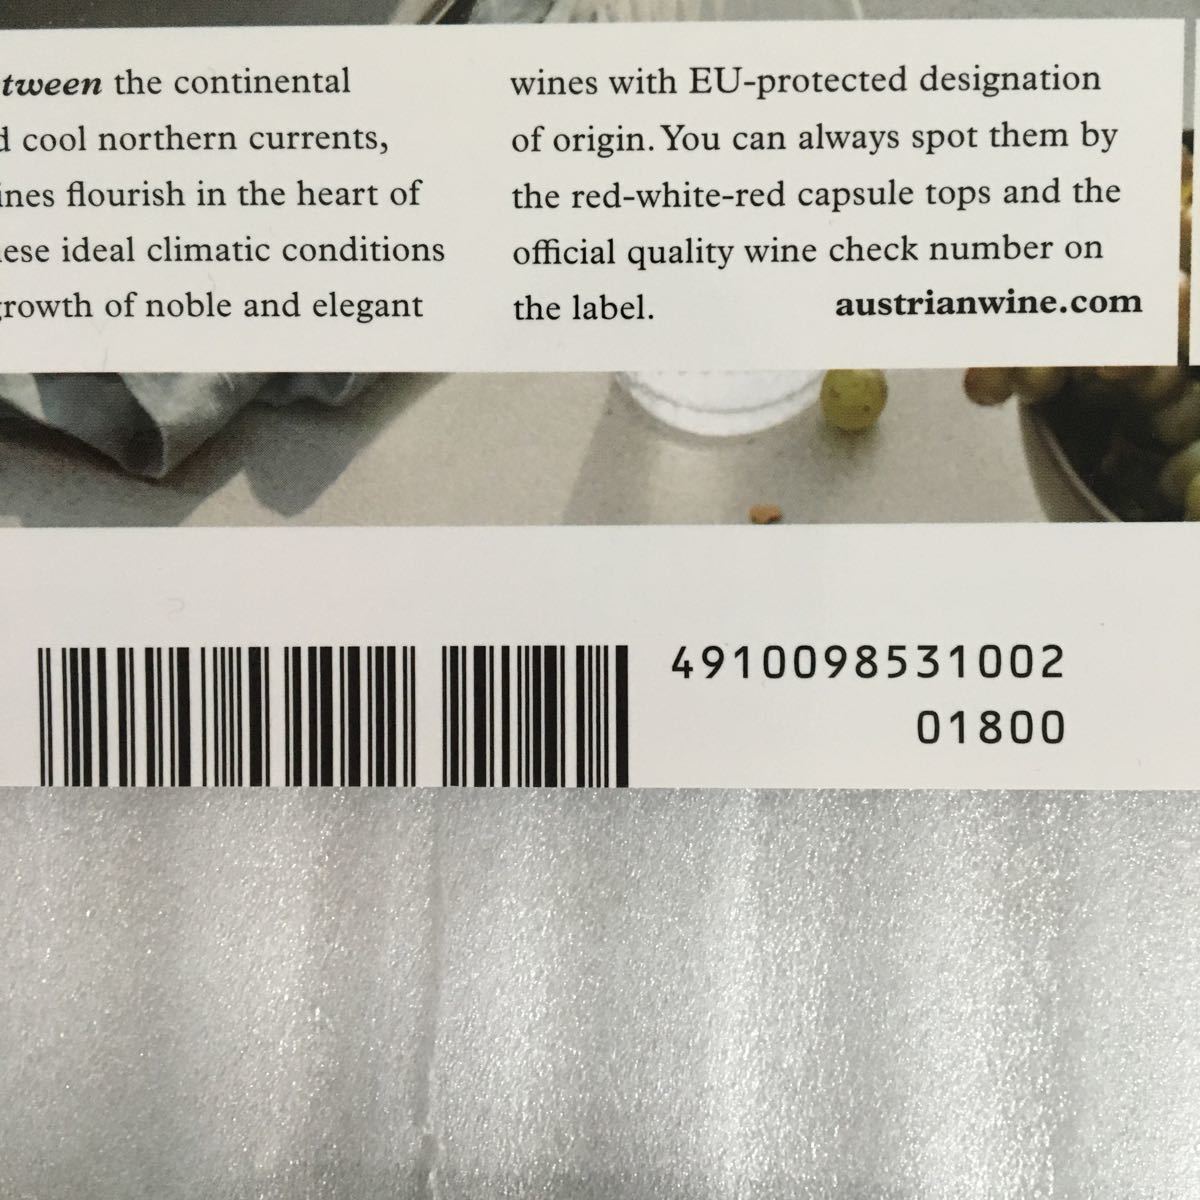 tween the continental
cool northern currents,
flourish in the heart of
ideal climatic conditions
growth of noble and elegant
wines with EU-protected designation
of origin. You can always spot them by
the red-white-red capsule tops and the
official quality wine check number on
the label.
austrianwine.com
4910098531002
01800